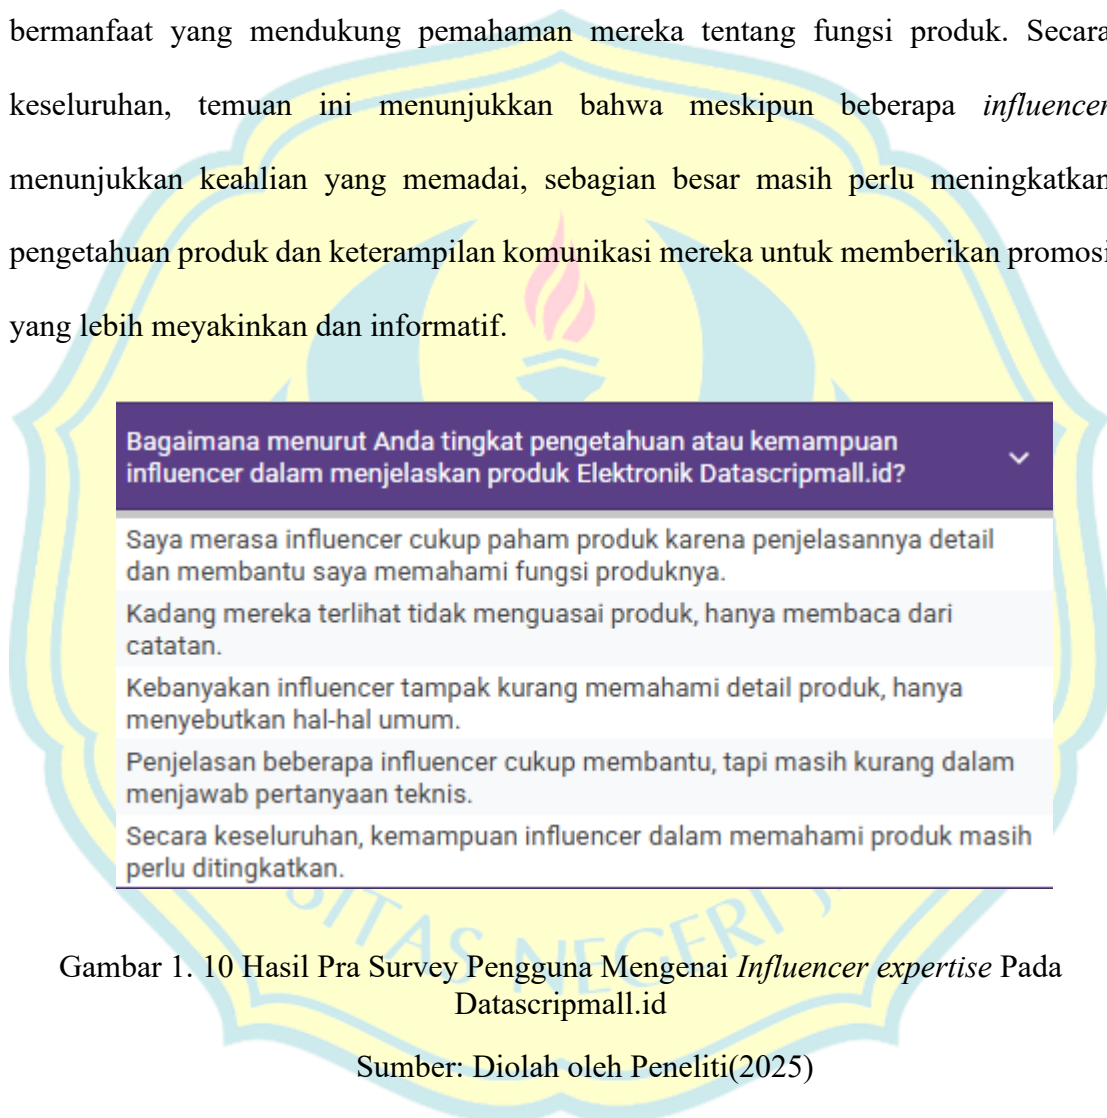 bermanfaat yang mendukung pemahaman mereka tentang fungsi produk. Secara
keseluruhan, temuan ini menunjukkan bahwa meskipun beberapa influencer
menunjukkan keahlian yang memadai, sebagian besar masih perlu meningkatkan
pengetahuan produk dan keterampilan komunikasi mereka untuk memberikan promosi
yang lebih meyakinkan dan informatif.
Bagaimana menurut Anda tingkat pengetahuan atau kemampuan
influencer dalam menjelaskan produk Elektronik Datascripmall.id?
Saya merasa influencer cukup paham produk karena penjelasannya detail
dan membantu saya memahami fungsi produknya.
Kadang mereka terlihat tidak menguasai produk, hanya membaca dari
catatan.
Kebanyakan influencer tampak kurang memahami detail produk, hanya
menyebutkan hal-hal umum.
Penjelasan beberapa influencer cukup membantu, tapi masih kurang dalam
menjawab pertanyaan teknis.
Secara keseluruhan, kemampuan influencer dalam memahami produk masih
perlu ditingkatkan.
SITAS NEGERI J
Gambar 1. 10 Hasil Pra Survey Pengguna Mengenai Influencer expertise Pada
Datascripmall.id
Sumber: Diolah oleh Peneliti(2025)